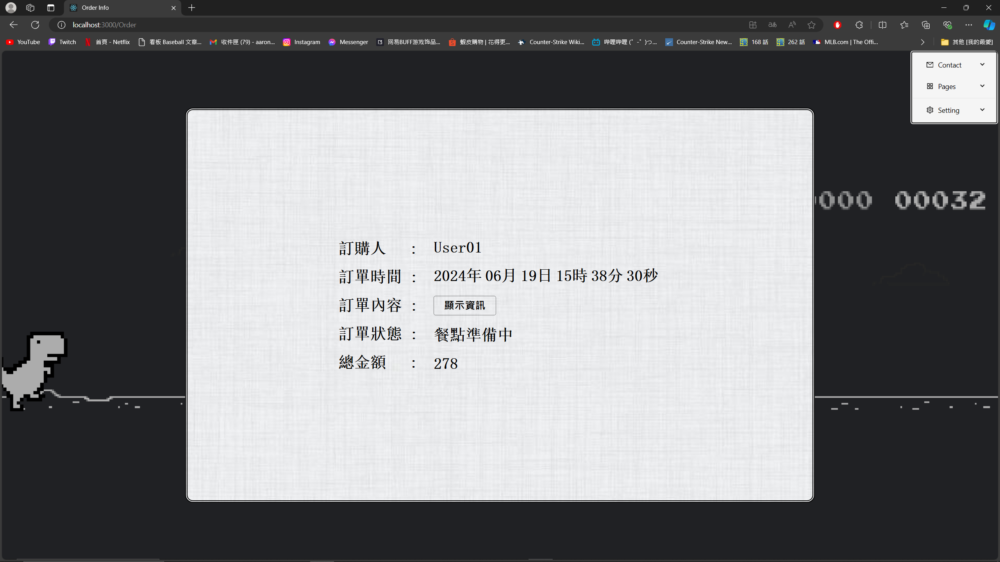 Order Info
localhost:3000/Order
YouTube Twitch 首頁 - Netflix 看板 Baseball 文章... 收件匣 (79) - aaron... Instagram Messenger 网易BUFF游戏饰品... 蝦皮購物 | 花得更... Counter-Strike Wiki... 哔哩哔哩 (゜-゜)つ... Counter-Strike New... 168 話 262 話 MLB.com | The Offi... 其他 [我的最愛]
Contact
Pages
Setting
000 00032
訂購人 : User01
訂單時間 : 2024年 06月 19日 15時 38分 30秒
訂單內容 : 顯示資訊
訂單狀態 : 餐點準備中
總金額 : 278